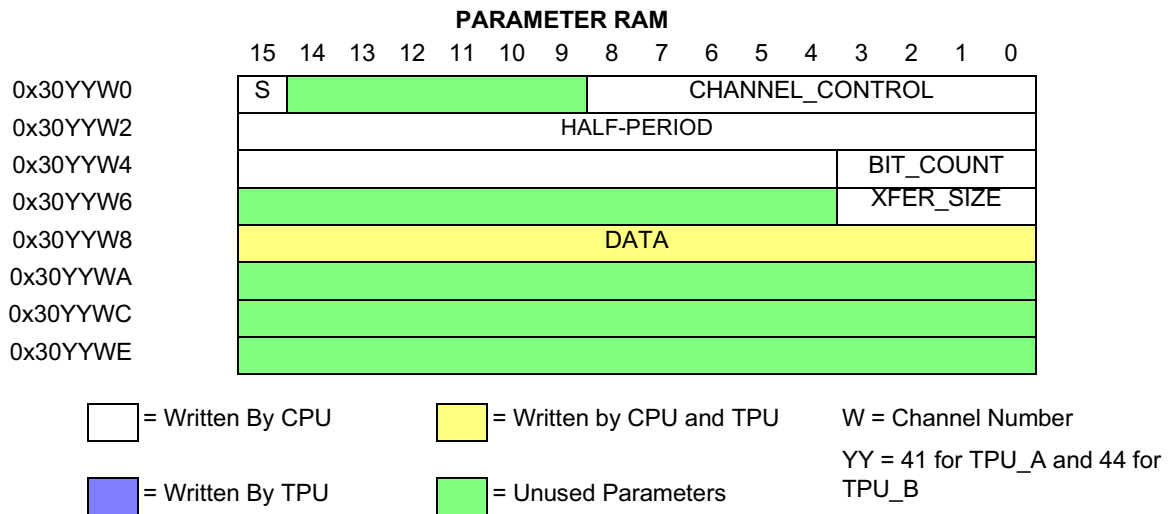 PARAMETER RAM
15 14 13 12 11 10 9 8 7 6 5 4 3 2 1 0
0x30YYW0 S CHANNEL_CONTROL
0x30YYW2 HALF-PERIOD
0x30YYW4 BIT_COUNT
0x30YYW6 XFER_SIZE
0x30YYW8 DATA
0x30YYWA
0x30YYWC
0x30YYWE
= Written By CPU = Written by CPU and TPU W = Channel Number
YY = 41 for TPU_A and 44 for
= Written By TPU = Unused Parameters TPU_B